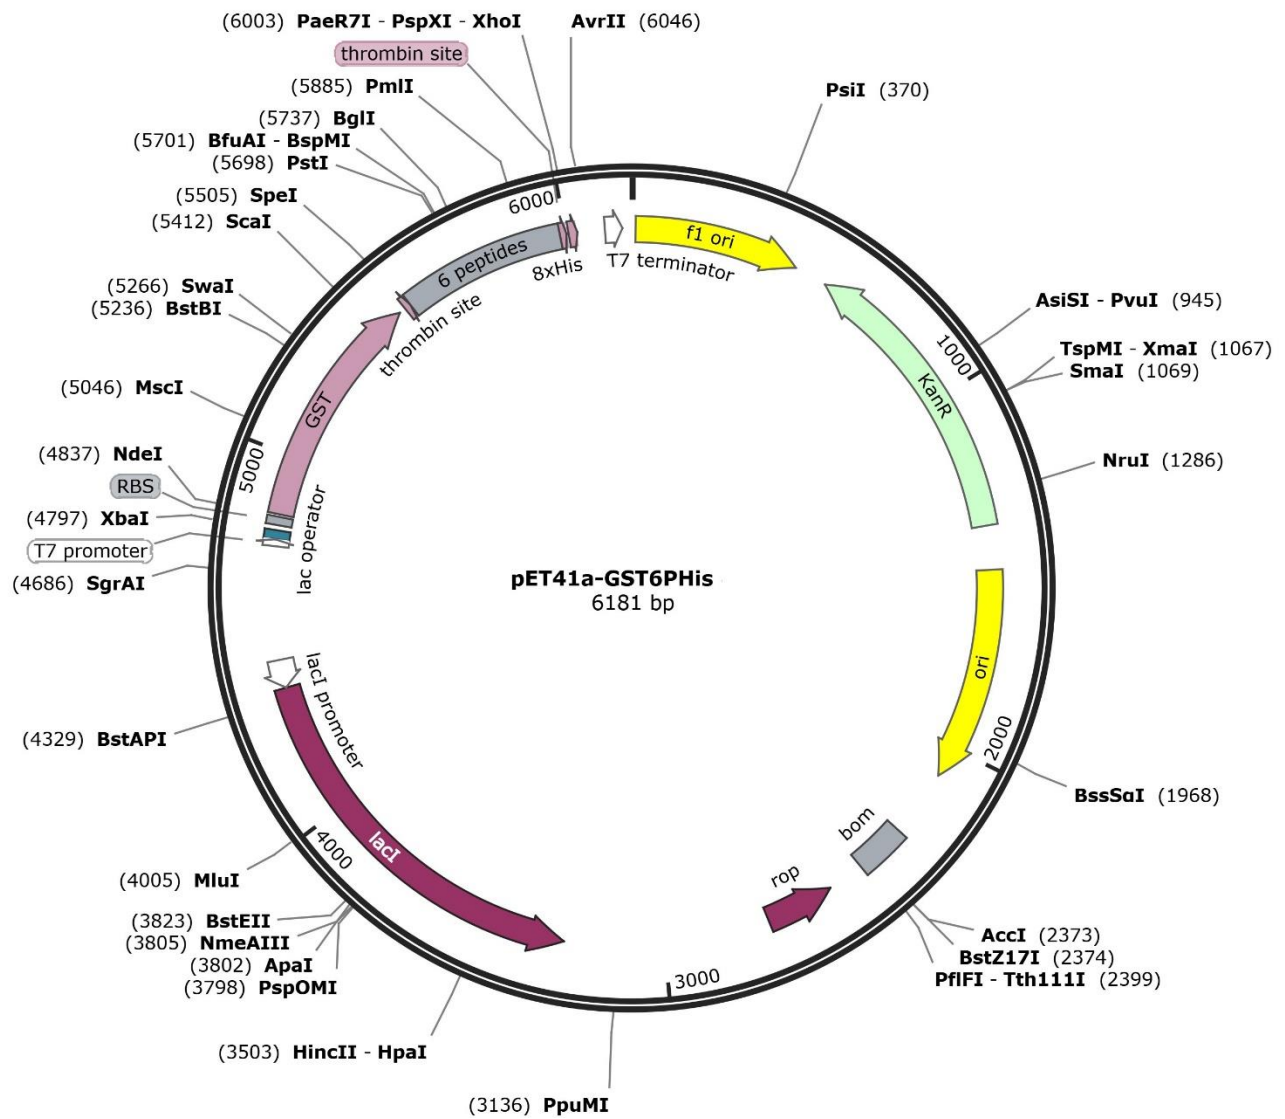 (6003) PaeR7I - PspXI - XhoI
AvrII (6046)
thrombin site
(5885) PmlI
PsiI (370)
(5737) BglI
(5701) BfuAI - BspMI
(5698) PstI
(5505) SpeI
(5412) ScaI
6000
f1 ori
6 peptides
8xHis
T7 terminator
(5266) SwaI
(5236) BstBI
AsiSI - PvuI (945)
thrombin site
1000
TspMI - XmaI (1067)
SmaI (1069)
(5046) MscI
GST
KanR
(4837) NdeI
5000
NruI (1286)
RBS
(4797) XbaI
T7 promoter
lac operator
(4686) SgrAI
pET41a-GST6PHis
6181 bp
ori
lacI promoter
(4329) BstAPI
2000
BssSαI (1968)
bom
4000
lacI
rop
(4005) MluI
(3823) BstEII
(3805) NmeAIII
(3802) ApaI
(3798) PspOMI
AccI (2373)
BstZ17I (2374)
PflFI - Tth111I (2399)
3000
(3503) HincII - HpaI
(3136) PpuMI